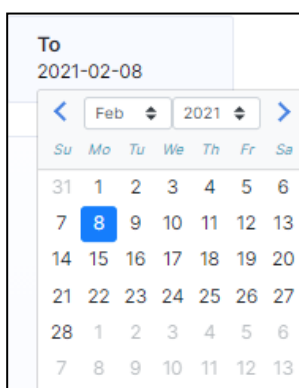 To
2021-02-08
Feb 2021
Su Mo Tu We Th Fr Sa
31 1 2 3 4 5 6
7 8 9 10 11 12 13
14 15 16 17 18 19 20
21 22 23 24 25 26 27
28 1 2 3 4 5 6
7 8 9 10 11 12 13